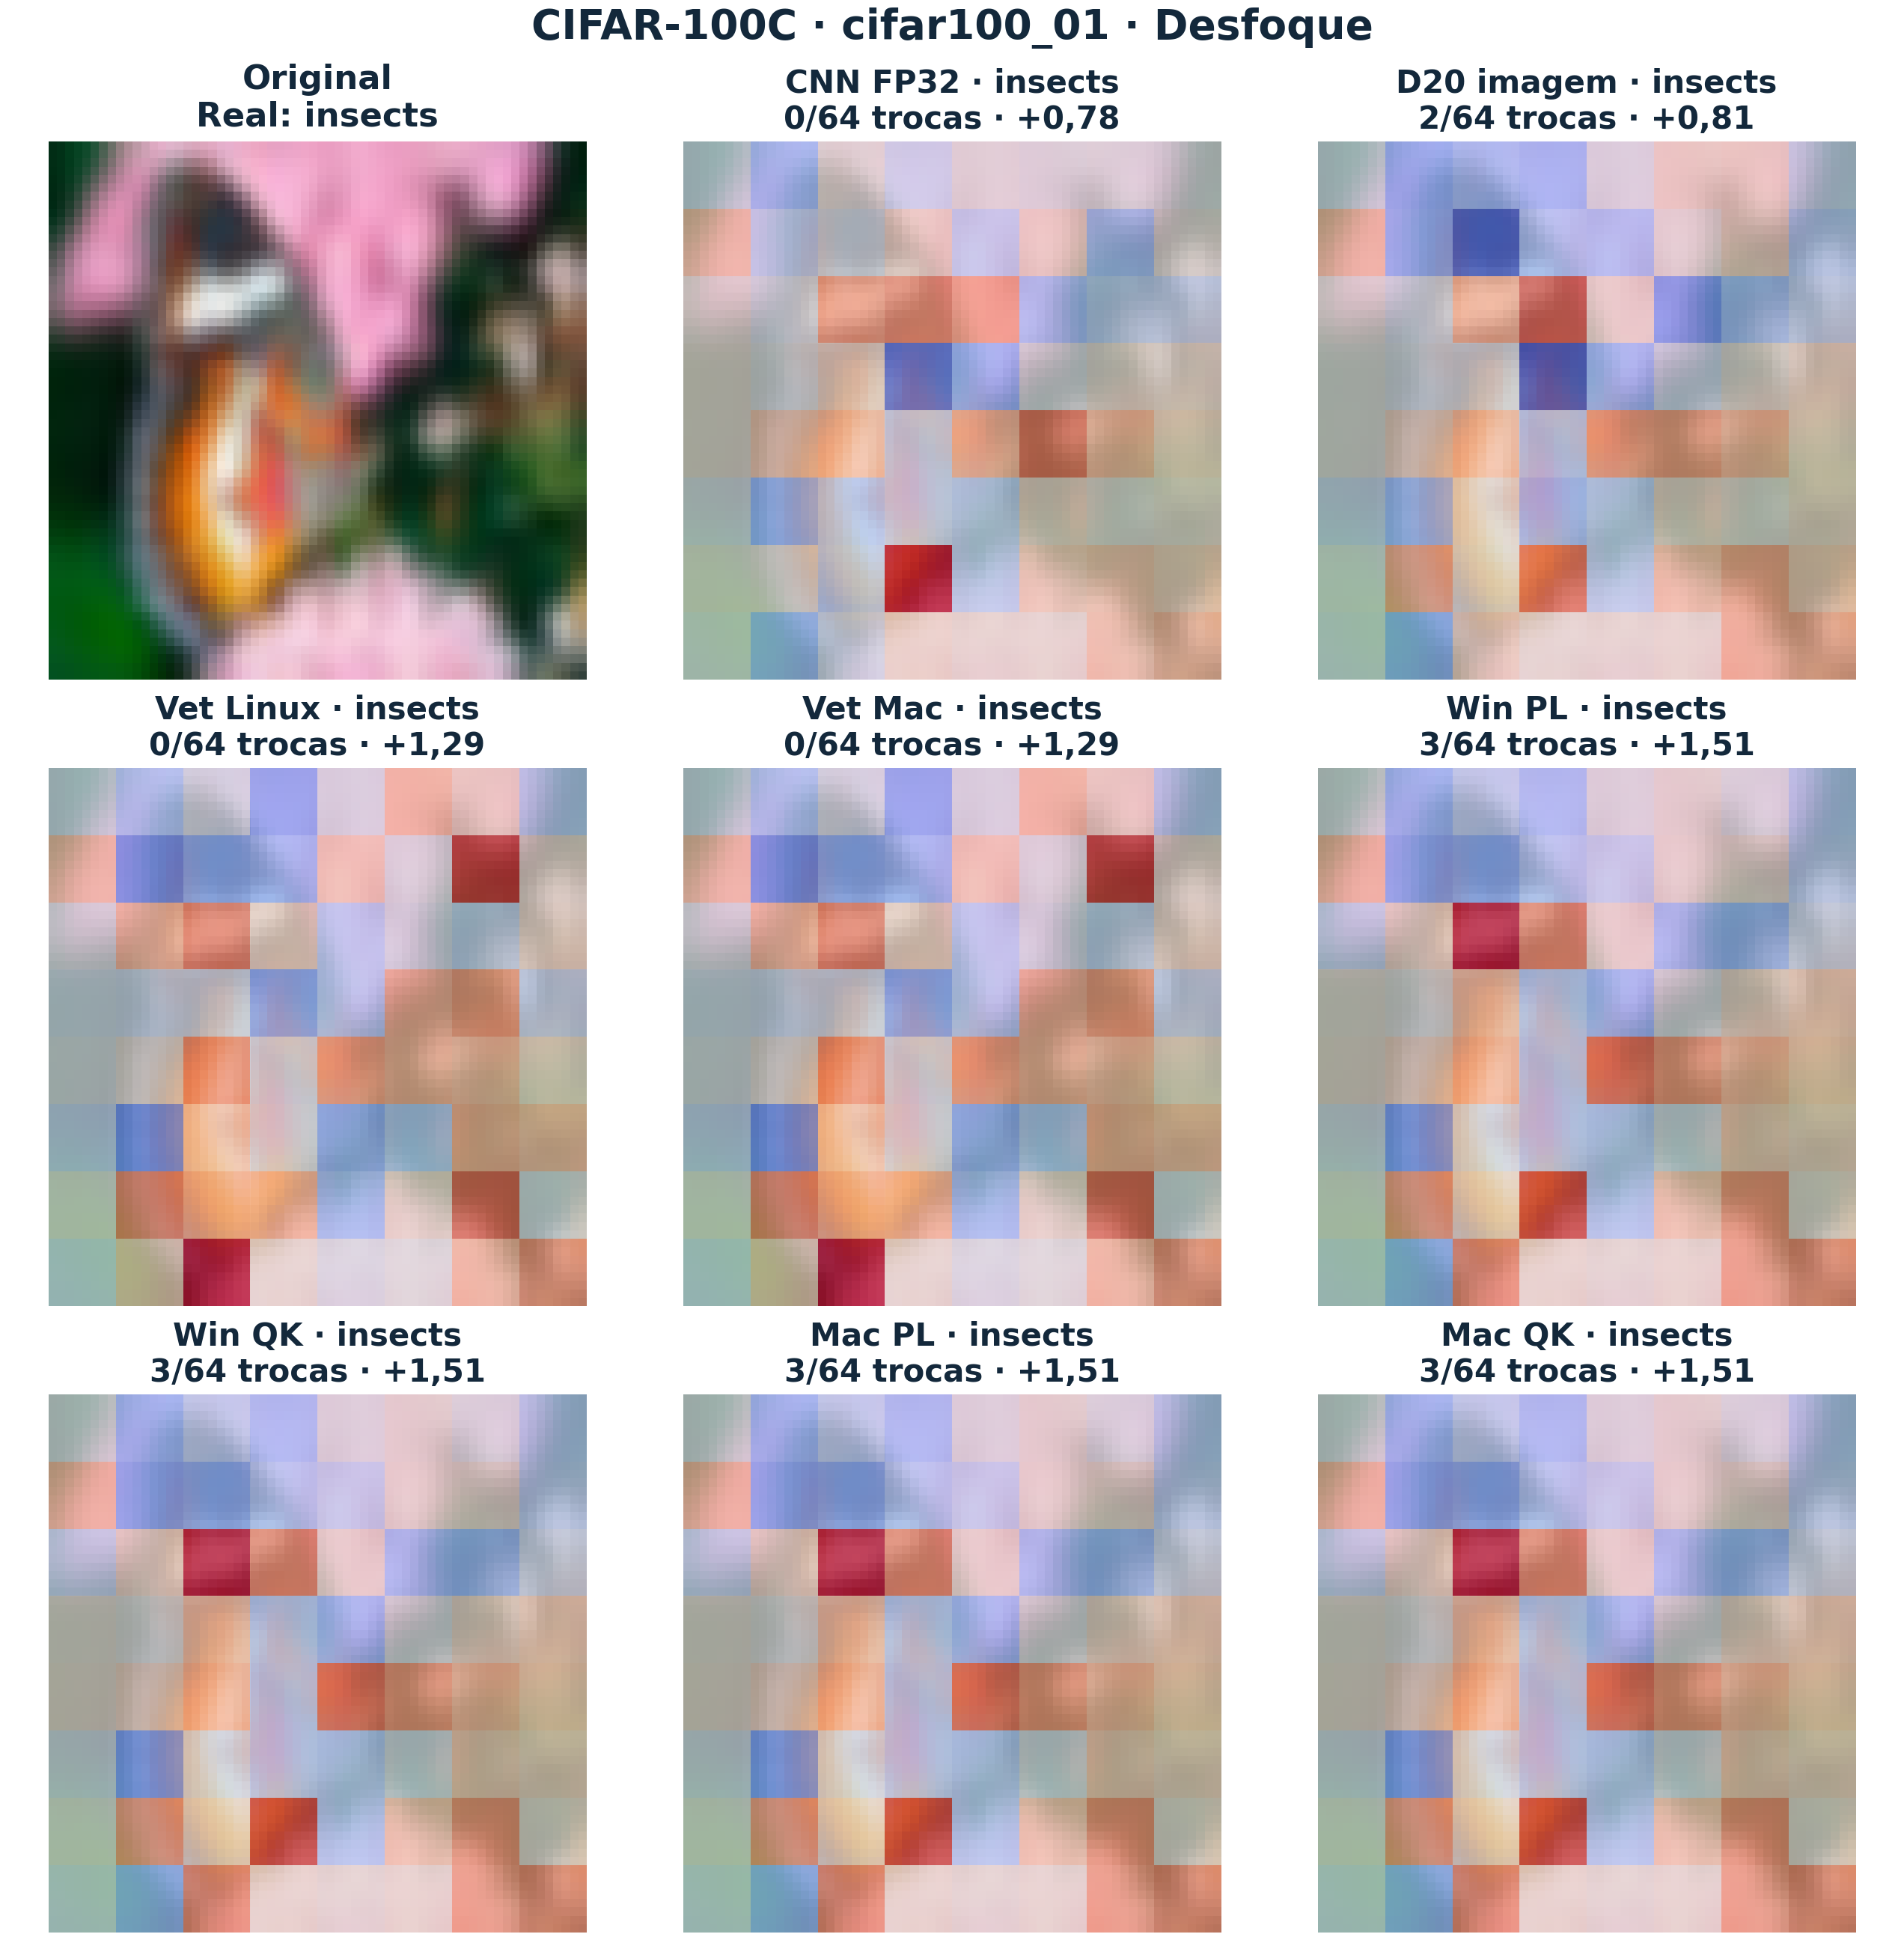 CIFAR-100C · cifar100_01 · Desfoque
Original
Real: insects
CNN FP32 · insects
0/64 trocas · +0,78
D20 imagem · insects
2/64 trocas · +0,81
Vet Linux · insects
0/64 trocas · +1,29
Vet Mac · insects
0/64 trocas · +1,29
Win PL · insects
3/64 trocas · +1,51
Win QK · insects
3/64 trocas · +1,51
Mac PL · insects
3/64 trocas · +1,51
Mac QK · insects
3/64 trocas · +1,51